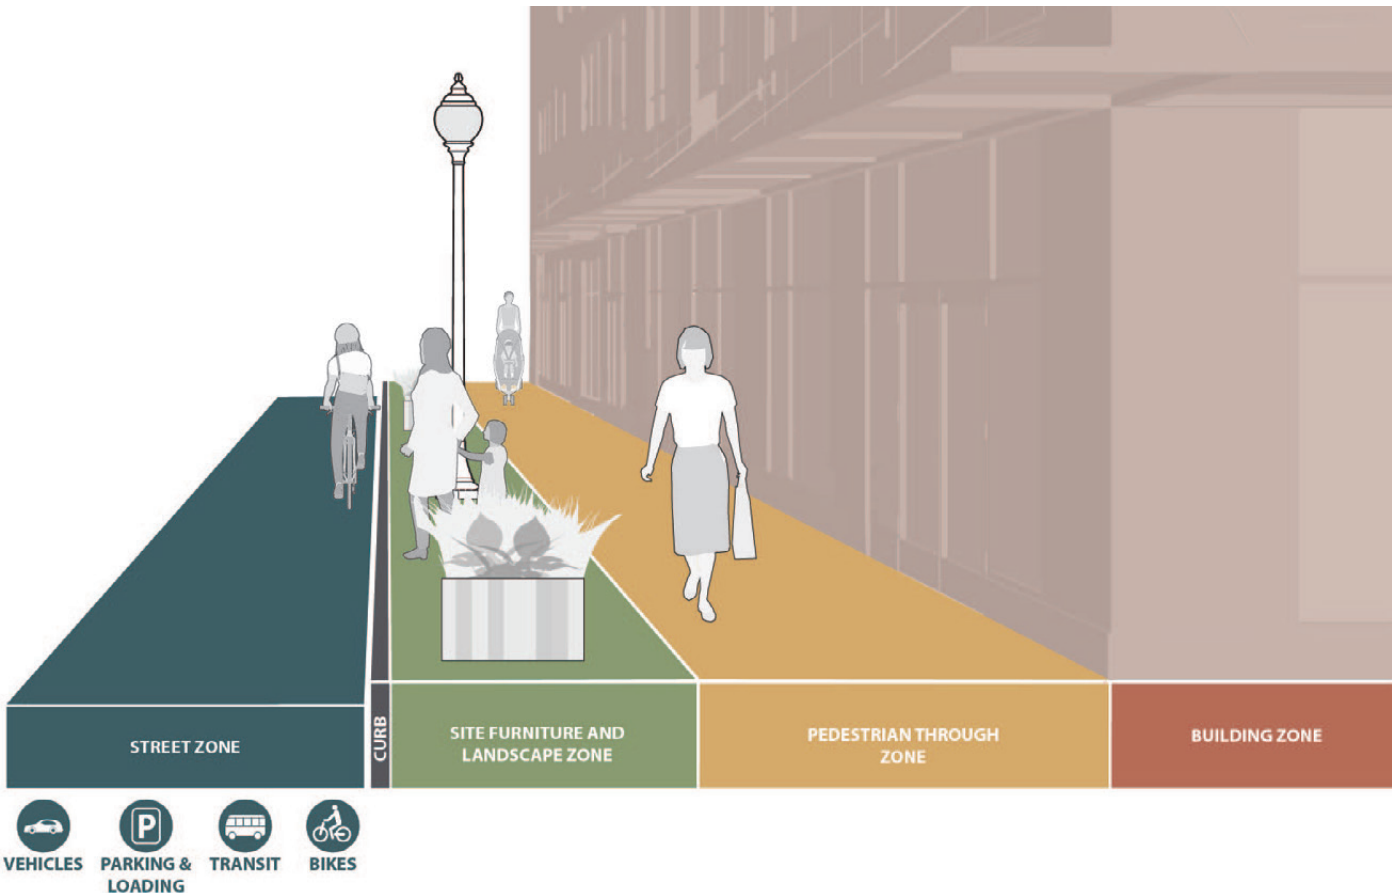 STREET ZONE
CURB
SITE FURNITURE AND
LANDSCAPE ZONE
PEDESTRIAN THROUGH
ZONE
BUILDING ZONE
P
VEHICLES
PARKING &
LOADING
TRANSIT
BIKES